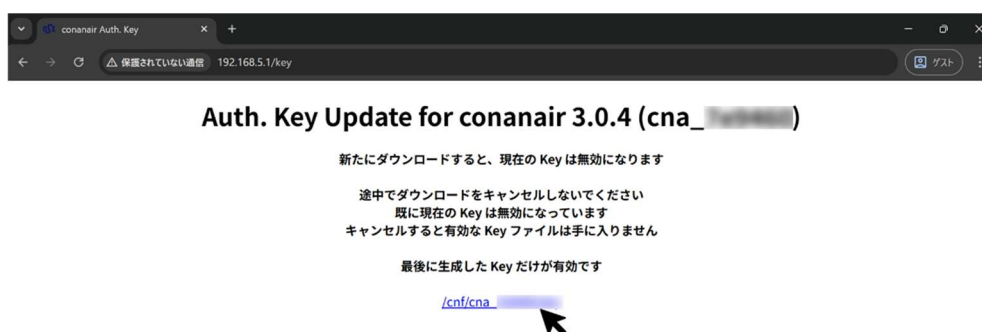 conanair Auth. Key
保護されていない通信 192.168.5.1/key
ゲスト
Auth. Key Update for conanair 3.0.4 (cna_ )
新たにダウンロードすると、現在の Key は無効になります
途中でダウンロードをキャンセルしないでください
既に現在の Key は無効になっています
キャンセルすると有効な Key ファイルは手に入りません
最後に生成した Key だけが有効です
/cnf/cna_